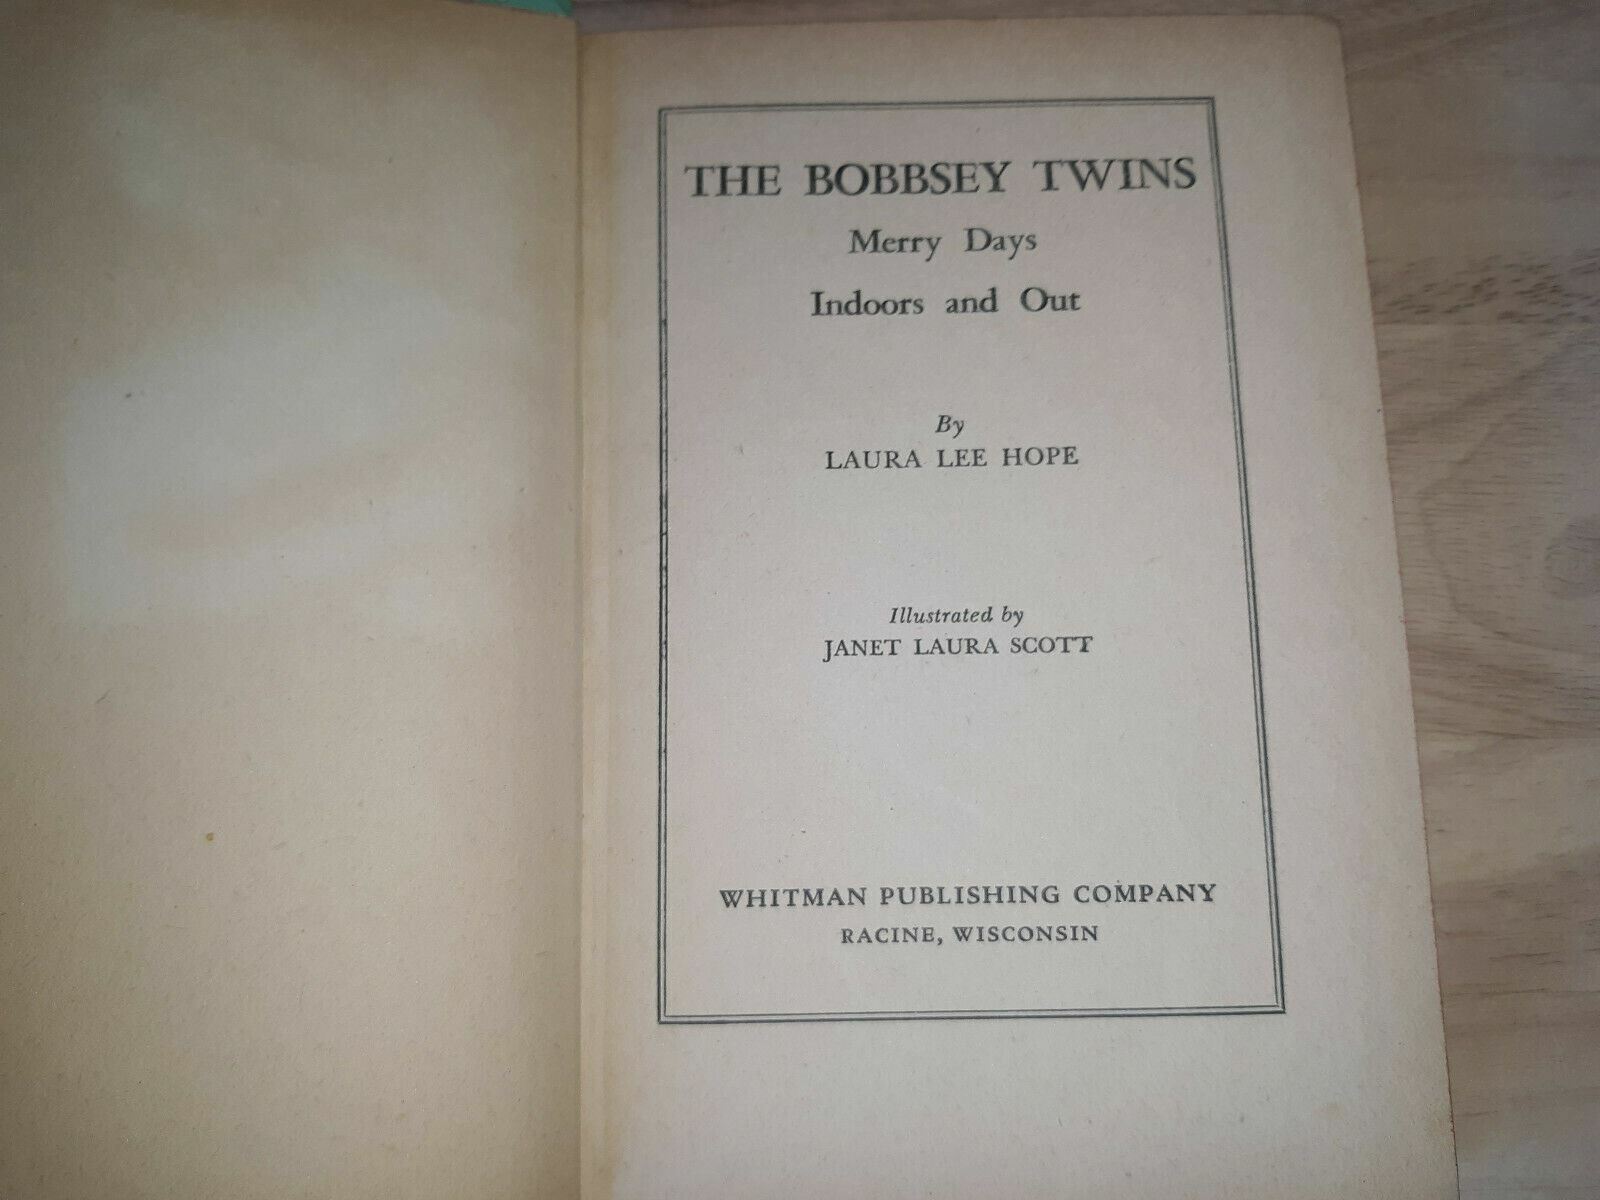 THE BOBBSEY TWINS
Merry Days
Indoors and Out
By
LAURA LEE HOPE
Illustrated by
JANET LAURA SCOTT
WHITMAN PUBLISHING COMPANY
RACINE, WISCONSIN